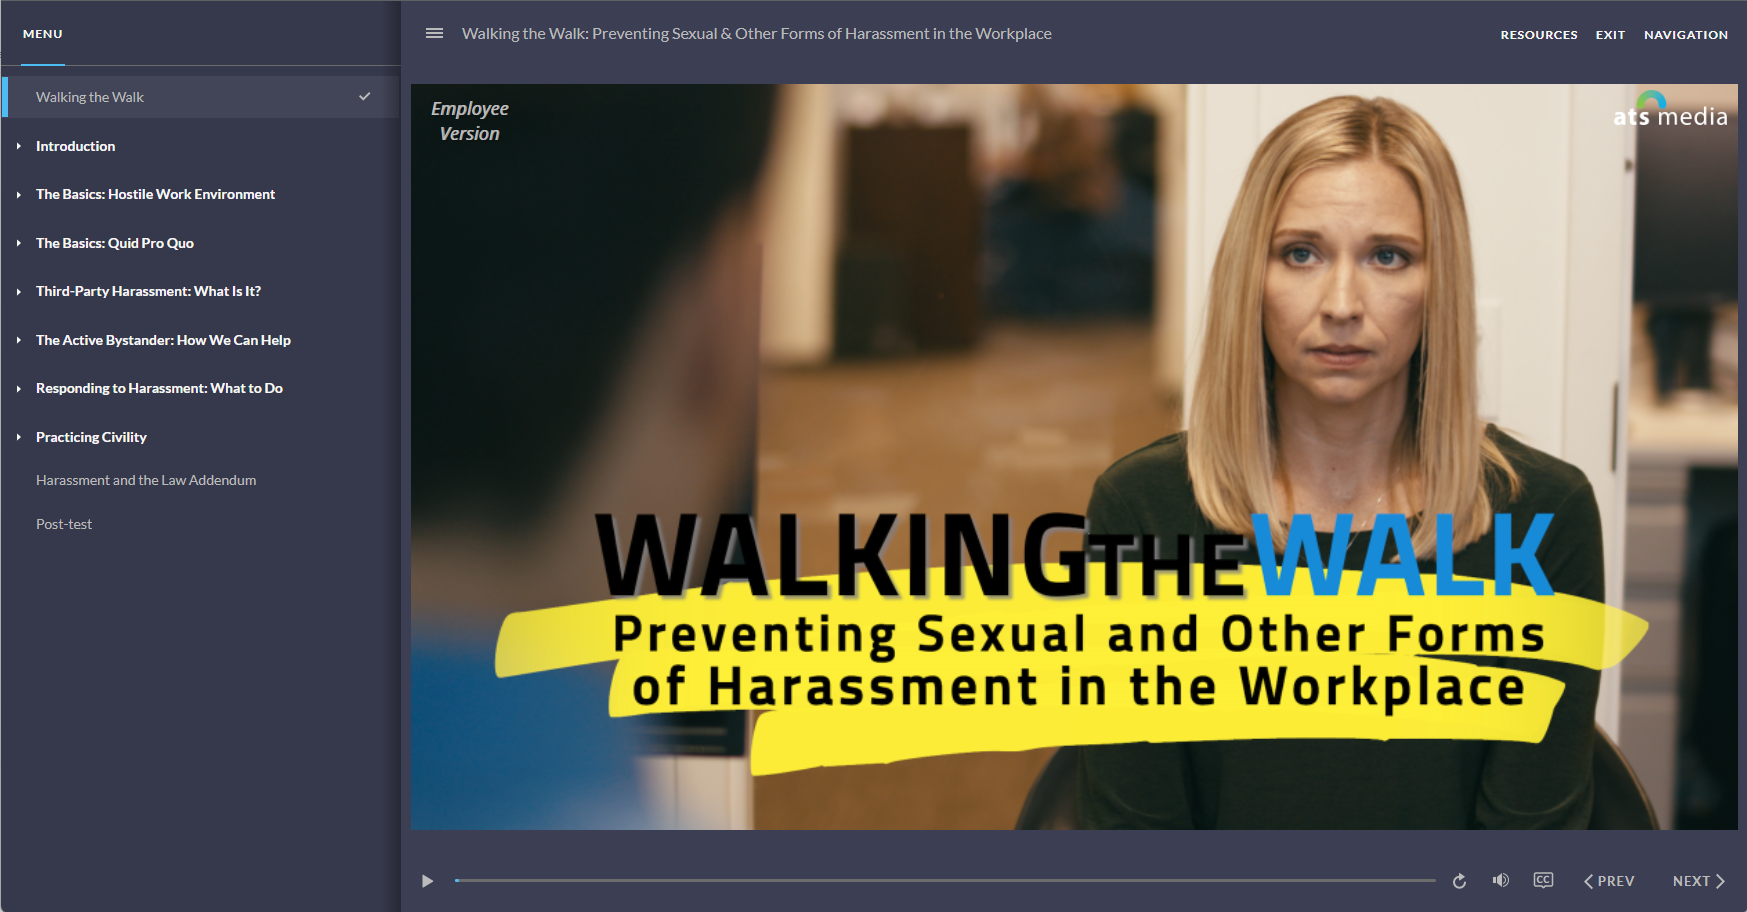 MENU
Walking the Walk
Introduction
The Basics: Hostile Work Environment
The Basics: Quid Pro Quo
Third-Party Harassment: What Is It?
The Active Bystander: How We Can Help
Responding to Harassment: What to Do
Practicing Civility
Harassment and the Law Addendum
Post-test
Walking the Walk: Preventing Sexual & Other Forms of Harassment in the Workplace
RESOURCES EXIT NAVIGATION
Employee
Version
ats media
WALKING THE WALK
Preventing Sexual and Other Forms
of Harassment in the Workplace
CC
PREV
NEXT